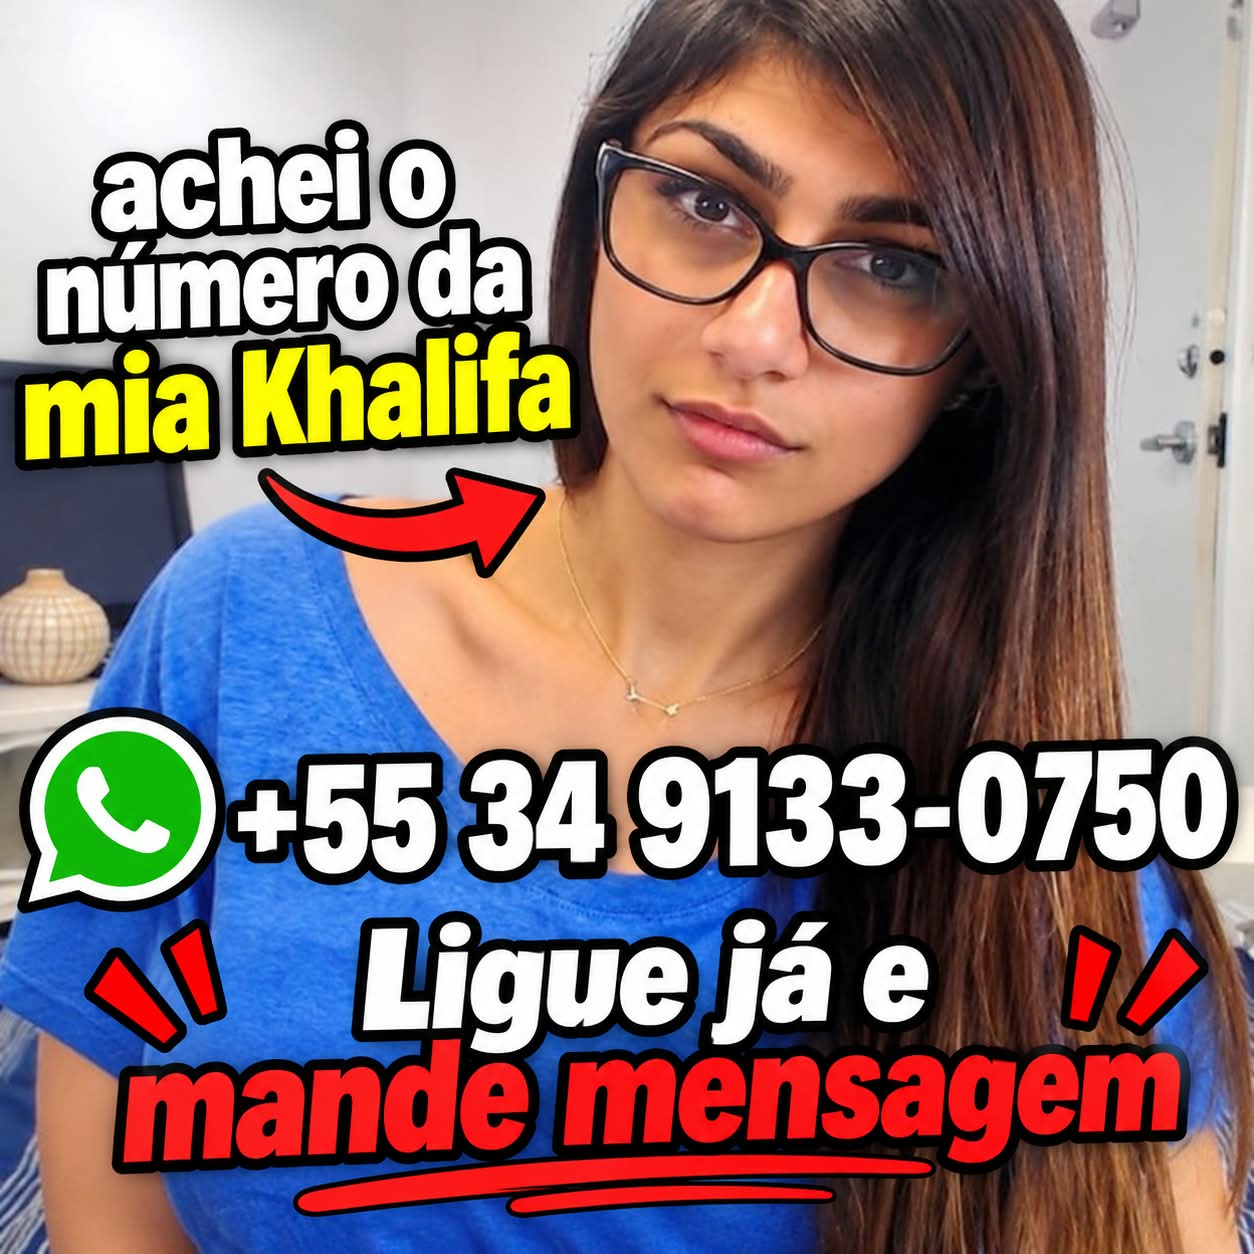 achei o
número da
mia Khalifa
+55 34 9133-0750
Ligue já e
mande mensagem